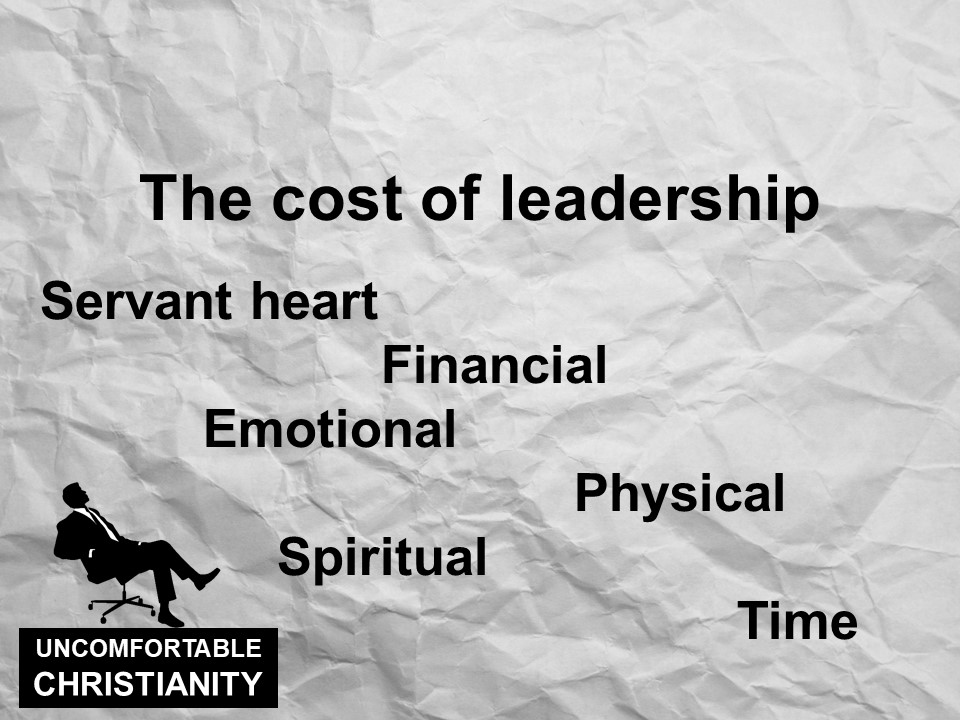 The cost of leadership
Servant heart
Financial
Emotional
Physical
Spiritual
Time
UNCOMFORTABLE
CHRISTIANITY